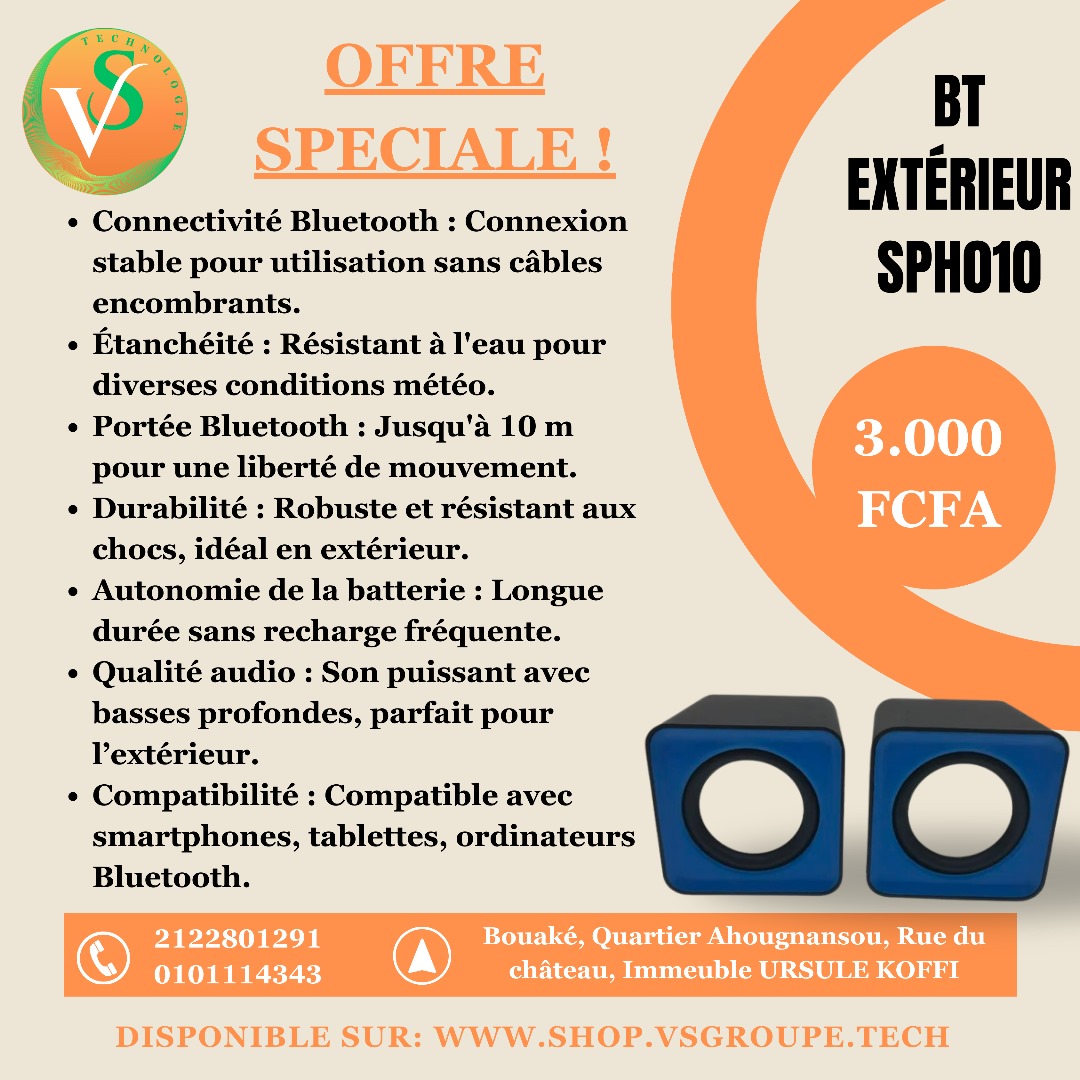 TECHNOLOGIE
VS
OFFRE
SPECIALE !
BT
EXTÉRIEUR
SPH010
• Connectivité Bluetooth : Connexion
stable pour utilisation sans câbles
encombrants.
• Étanchéité : Résistant à l'eau pour
diverses conditions météo.
• Portée Bluetooth : Jusqu'à 10 m
pour une liberté de mouvement.
• Durabilité : Robuste et résistant aux
chocs, idéal en extérieur.
• Autonomie de la batterie : Longue
durée sans recharge fréquente.
• Qualité audio : Son puissant avec
basses profondes, parfait pour
l’extérieur.
• Compatibilité : Compatible avec
smartphones, tablettes, ordinateurs
Bluetooth.
3.000
FCFA
2122801291
0101114343
Bouaké, Quartier Ahougnansou, Rue du
château, Immeuble URSULE KOFFI
DISPONIBLE SUR: WWW.SHOP.VSGROUPE.TECH